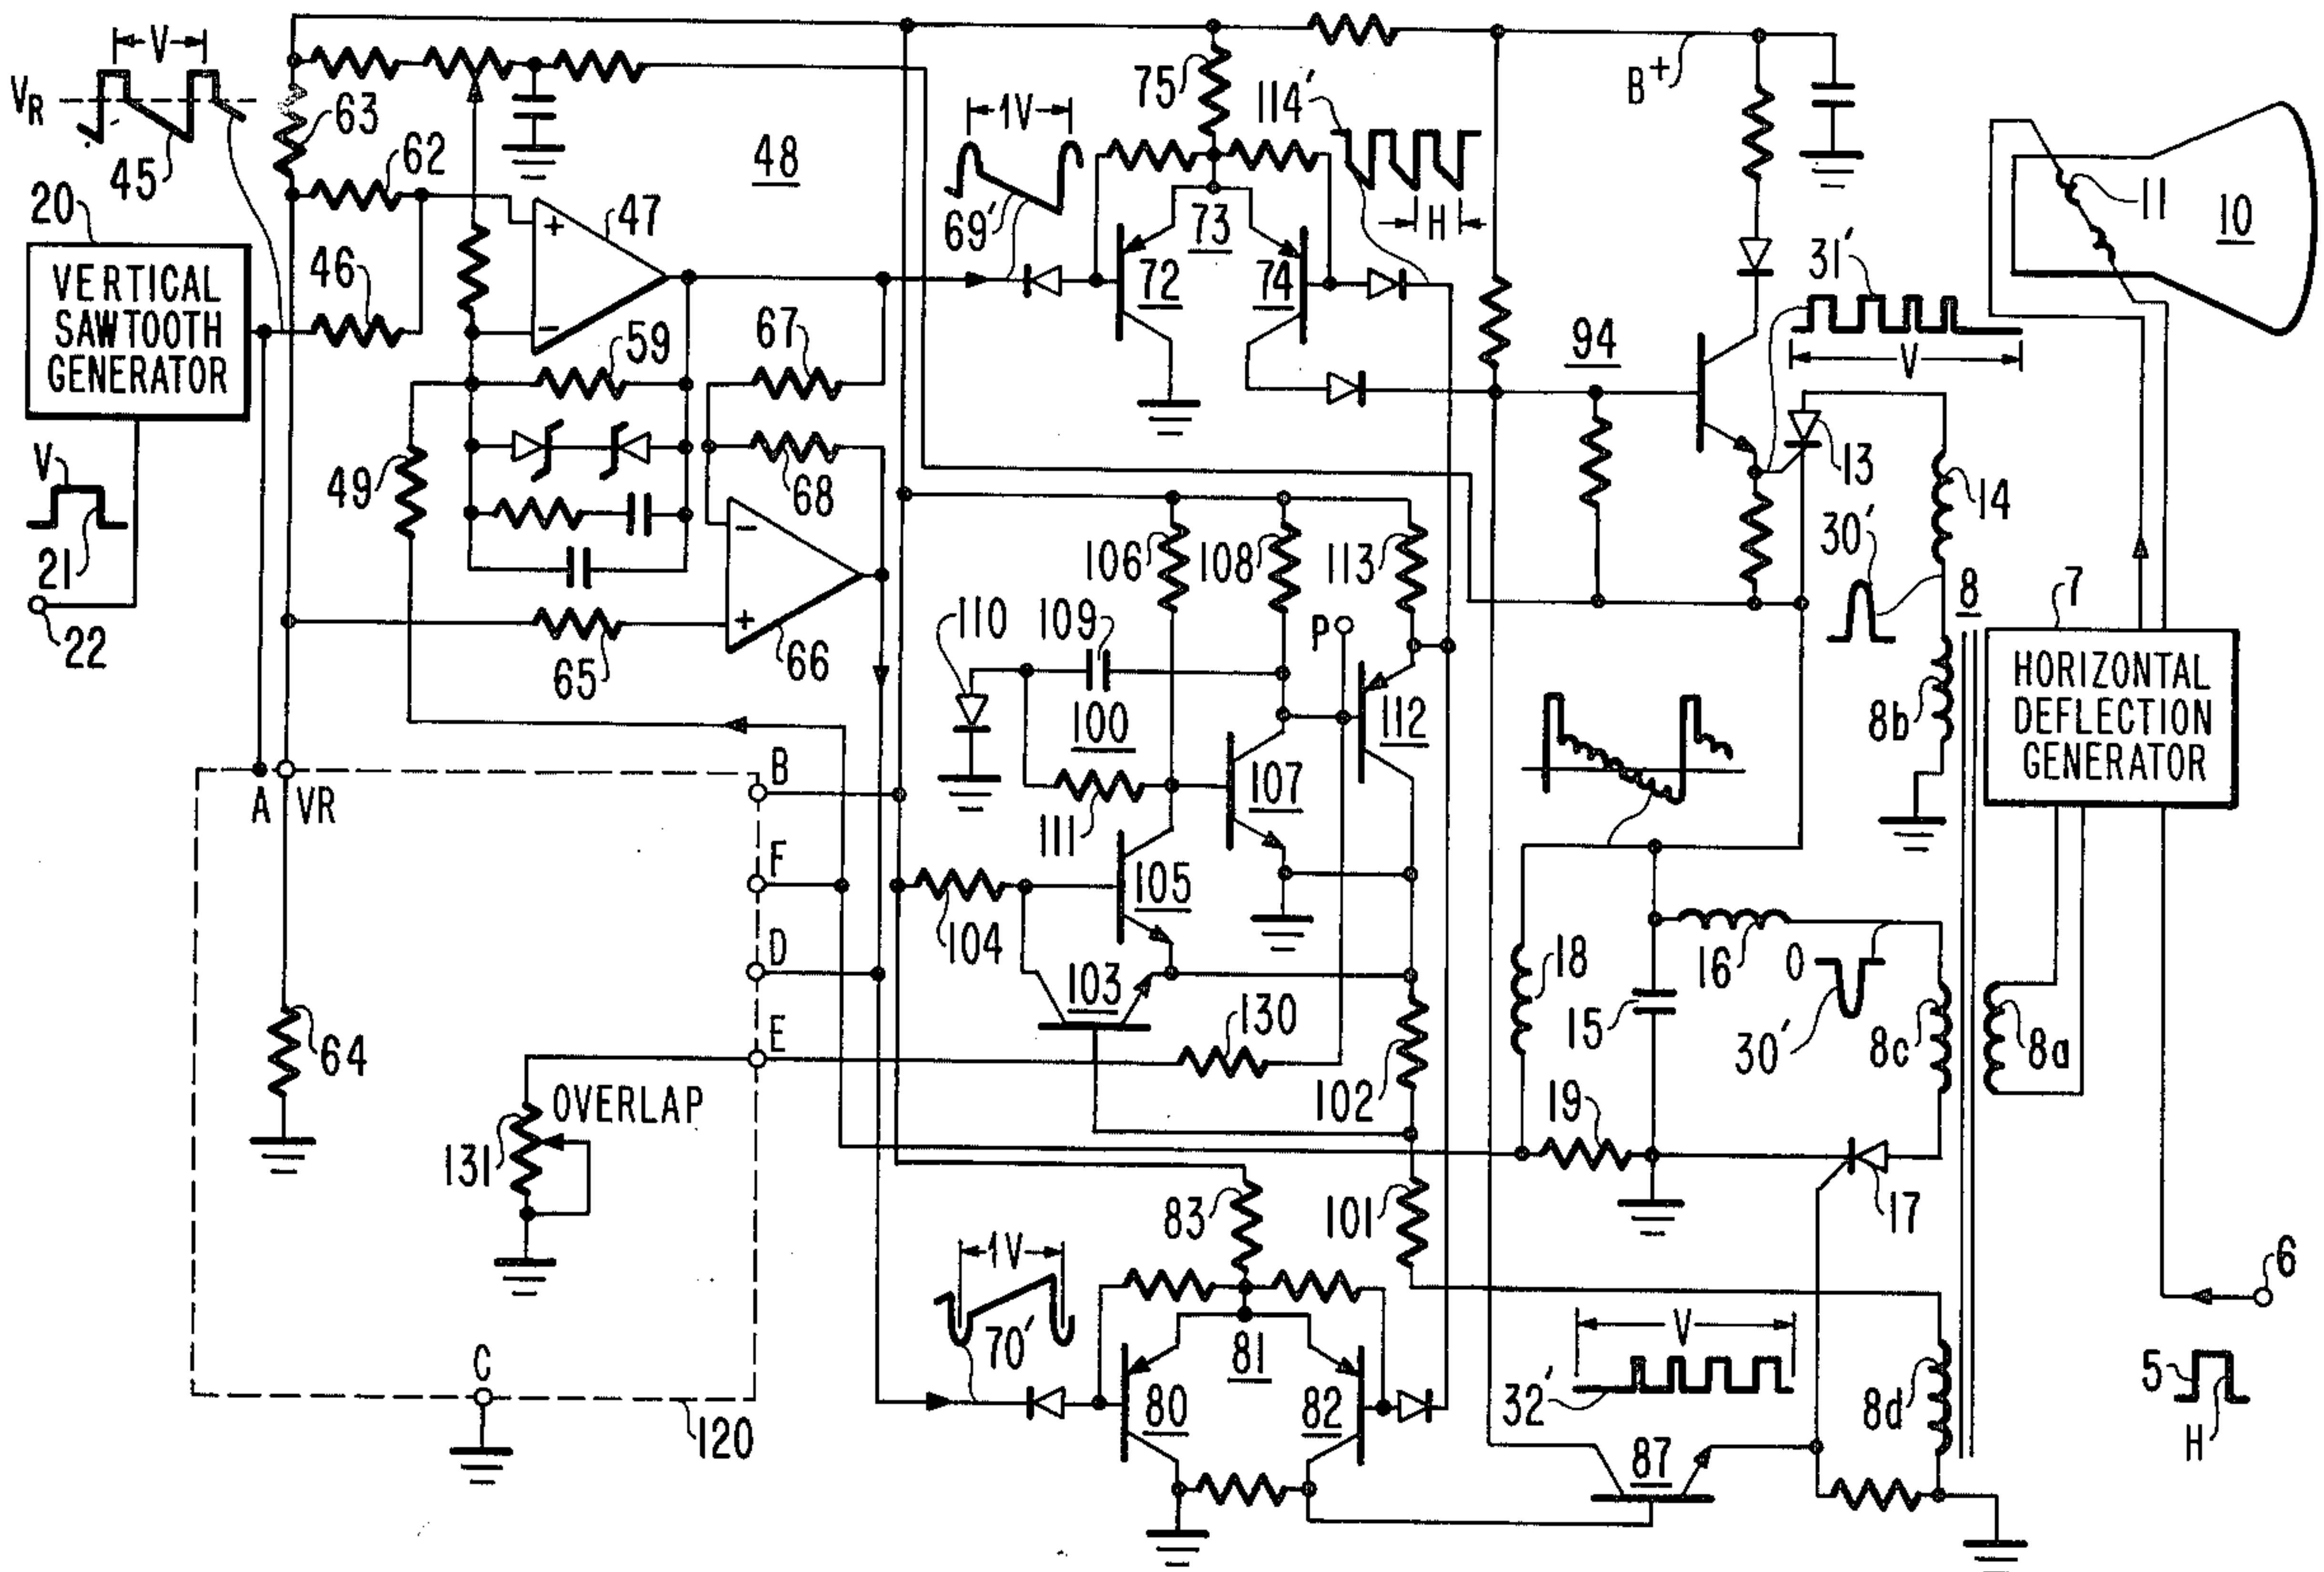 V
VR
45
63
62
20
VERTICAL
SAWTOOTH
GENERATOR
46
V
21
22
+
47
-
48
59
49
67
68
-
+
66
65
75
1V
69'
114'
H
72
73
74
B+
94
31'
V
13
14
30'
8
11
10
7
HORIZONTAL
DEFLECTION
GENERATOR
8b
106
108
113
110
109
P
100
111
107
112
105
104
103
130
102
101
A
VR
B
F
D
E
64
OVERLAP
131
C
120
18
15
16
0
30'
8c
8a
19
17
83
1V
70'
80
81
82
V
32'
87
8d
6
5
H